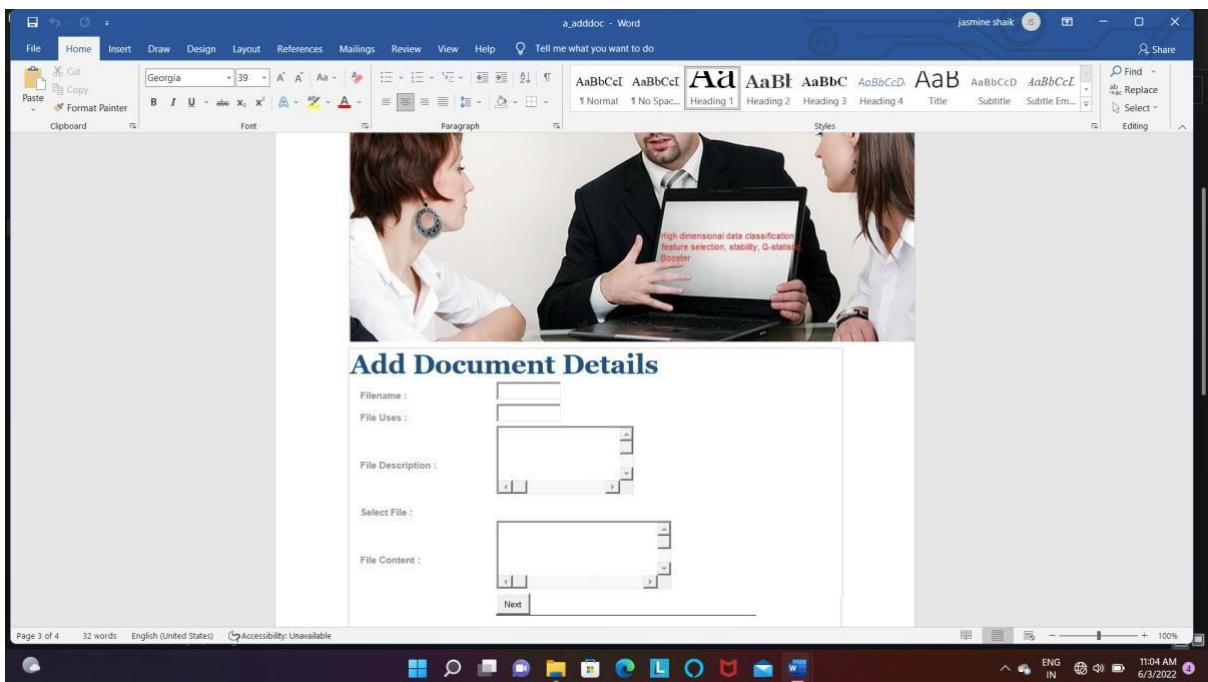 a_adddoc - Word
jasmine shaik
JS
File Home Insert Draw Design Layout References Mailings Review View Help Tell me what you want to do
Share
Paste
Cut
Copy
Format Painter
Clipboard
Georgia
39
Font
Paragraph
AaBbCcI AaBbCcI AaBbC AaBbCcD AaB AaBbCcD AaBbCcL
¶ Normal ¶ No Spac... Heading 1 Heading 2 Heading 3 Heading 4 Title Subtitle Subtle Em...
Styles
Find
Replace
Select
Editing
High dimensional data classification,
feature selection, stability,
Booster
Add Document Details
Filename :
File Uses :
File Description :
Select File :
File Content :
Next
Page 3 of 4 32 words English (United States) Accessibility: Unavailable
100%
ENG
IN
11:04 AM
6/3/2022
4